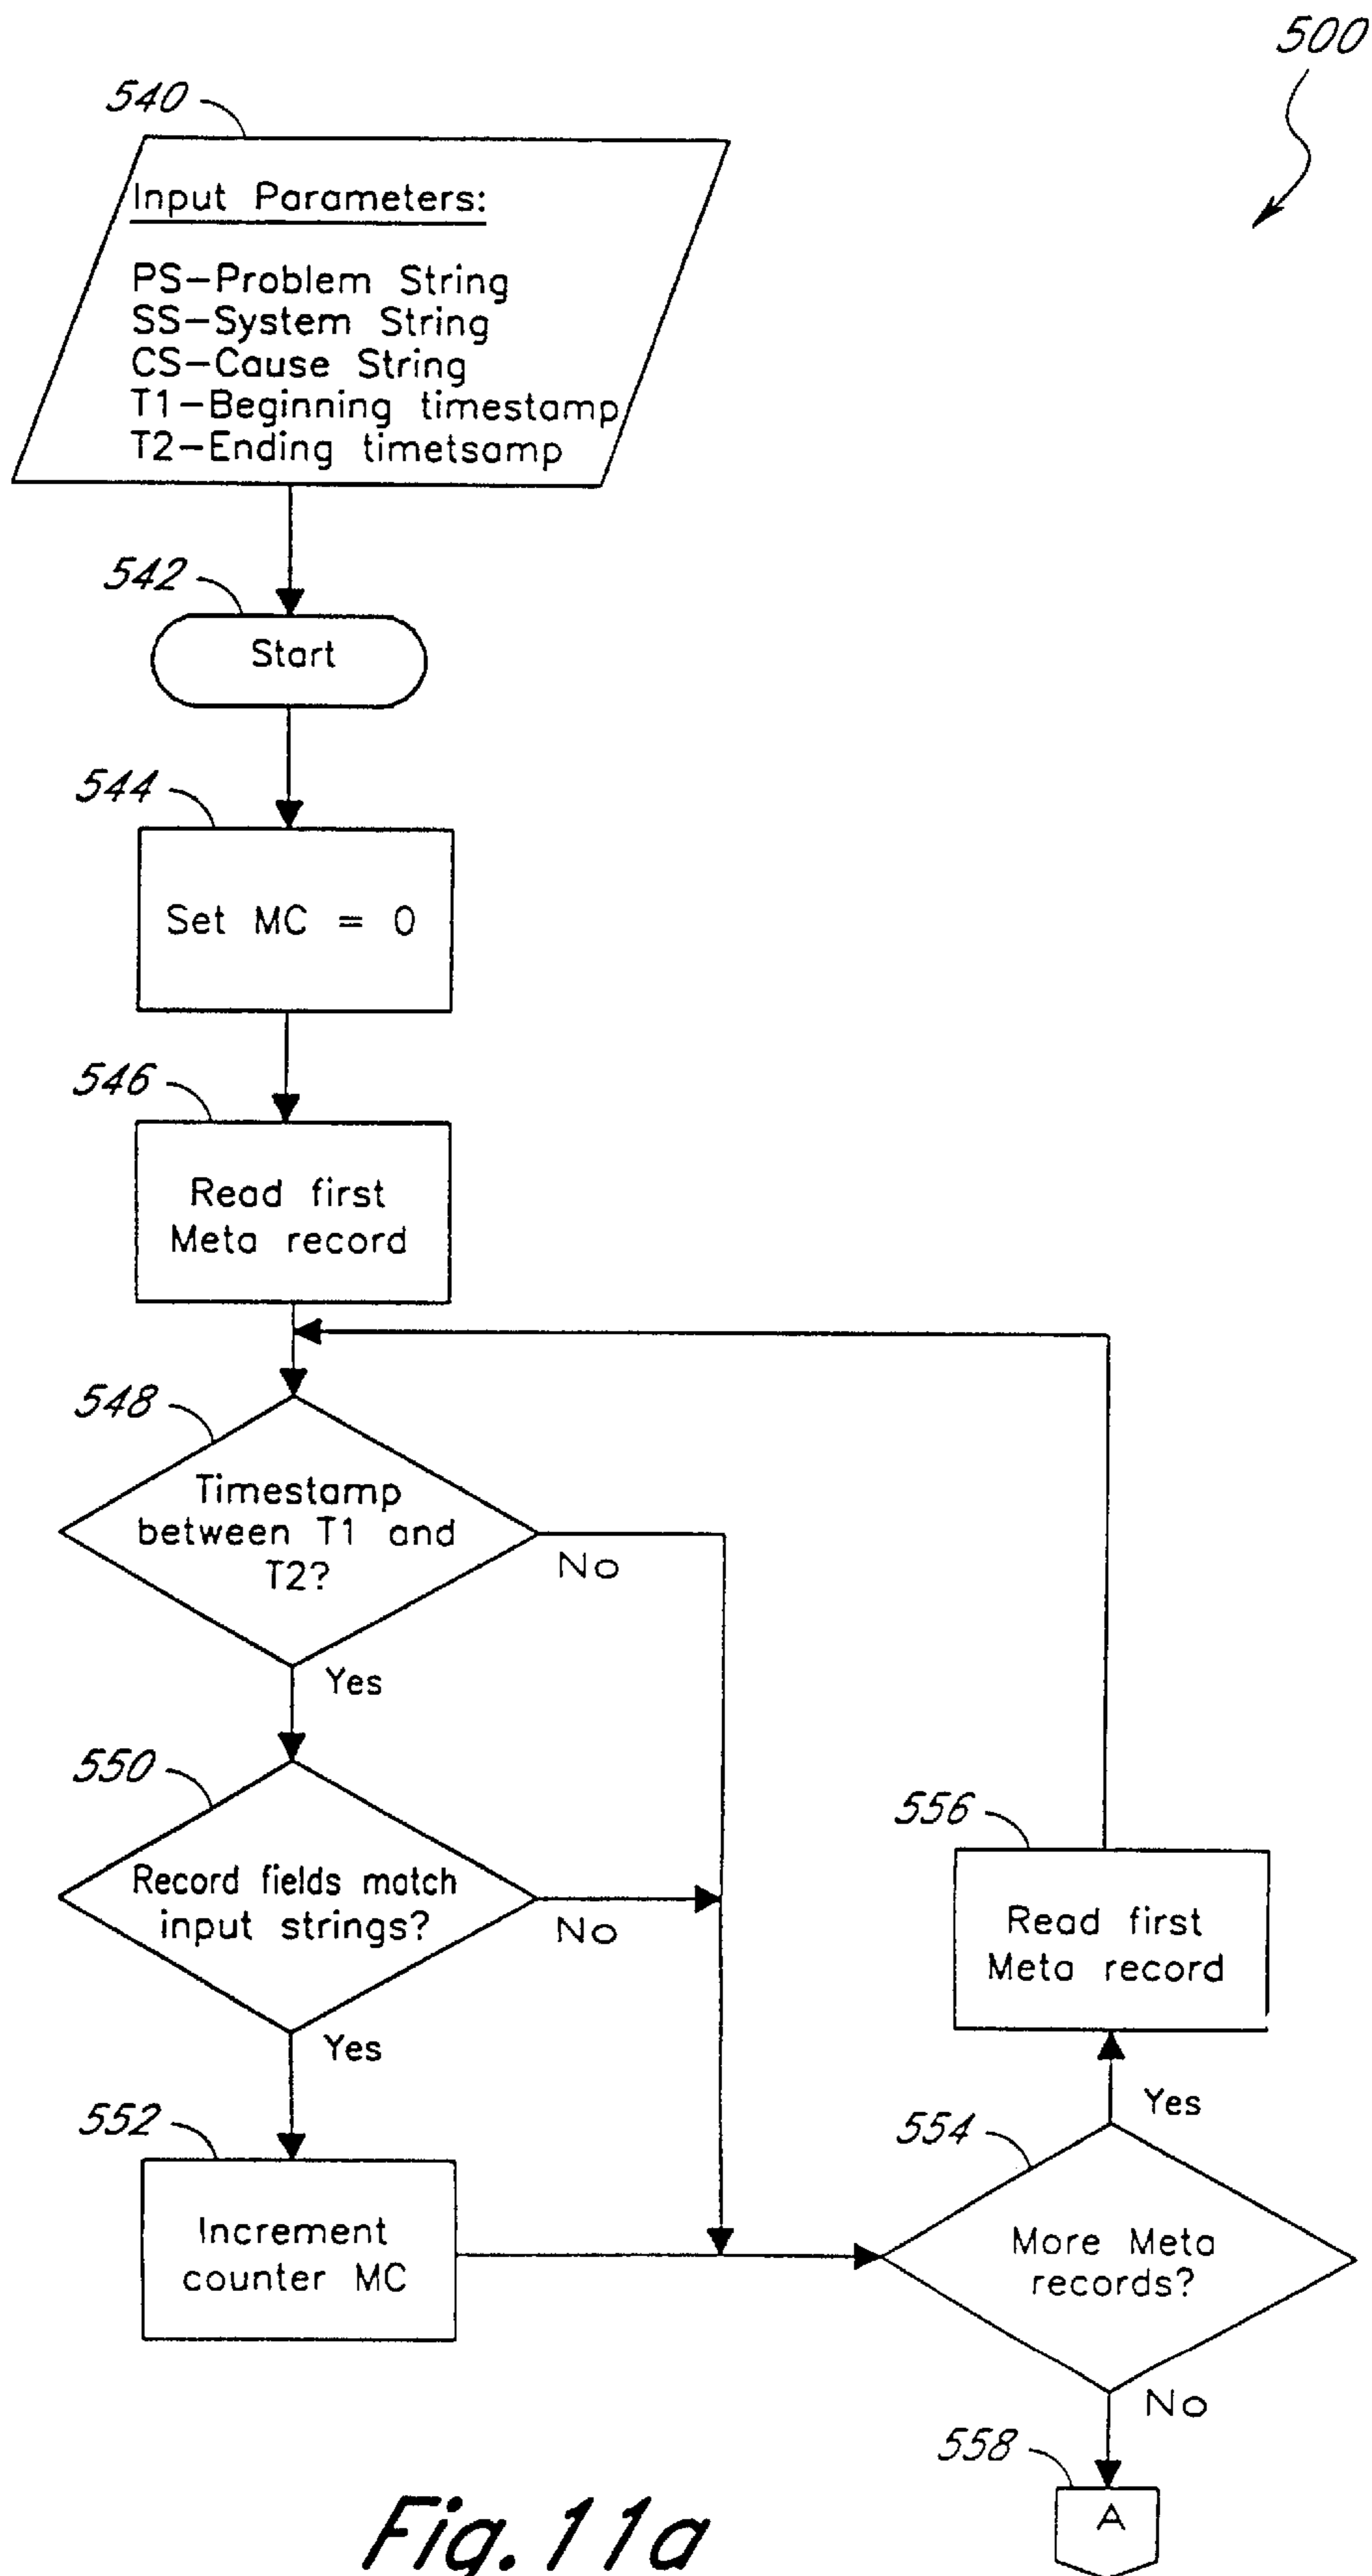 500
540
Input Parameters:
PS-Problem String
SS-System String
CS-Cause String
T1-Beginning timestamp
T2-Ending timetsamp
542
Start
544
Set MC = 0
546
Read first
Meta record
548
Timestamp
between T1 and
T2?
No
Yes
550
Record fields match
input strings?
No
Yes
552
Increment
counter MC
556
Read first
Meta record
Yes
554
More Meta
records?
No
558
A
Fig. 11a